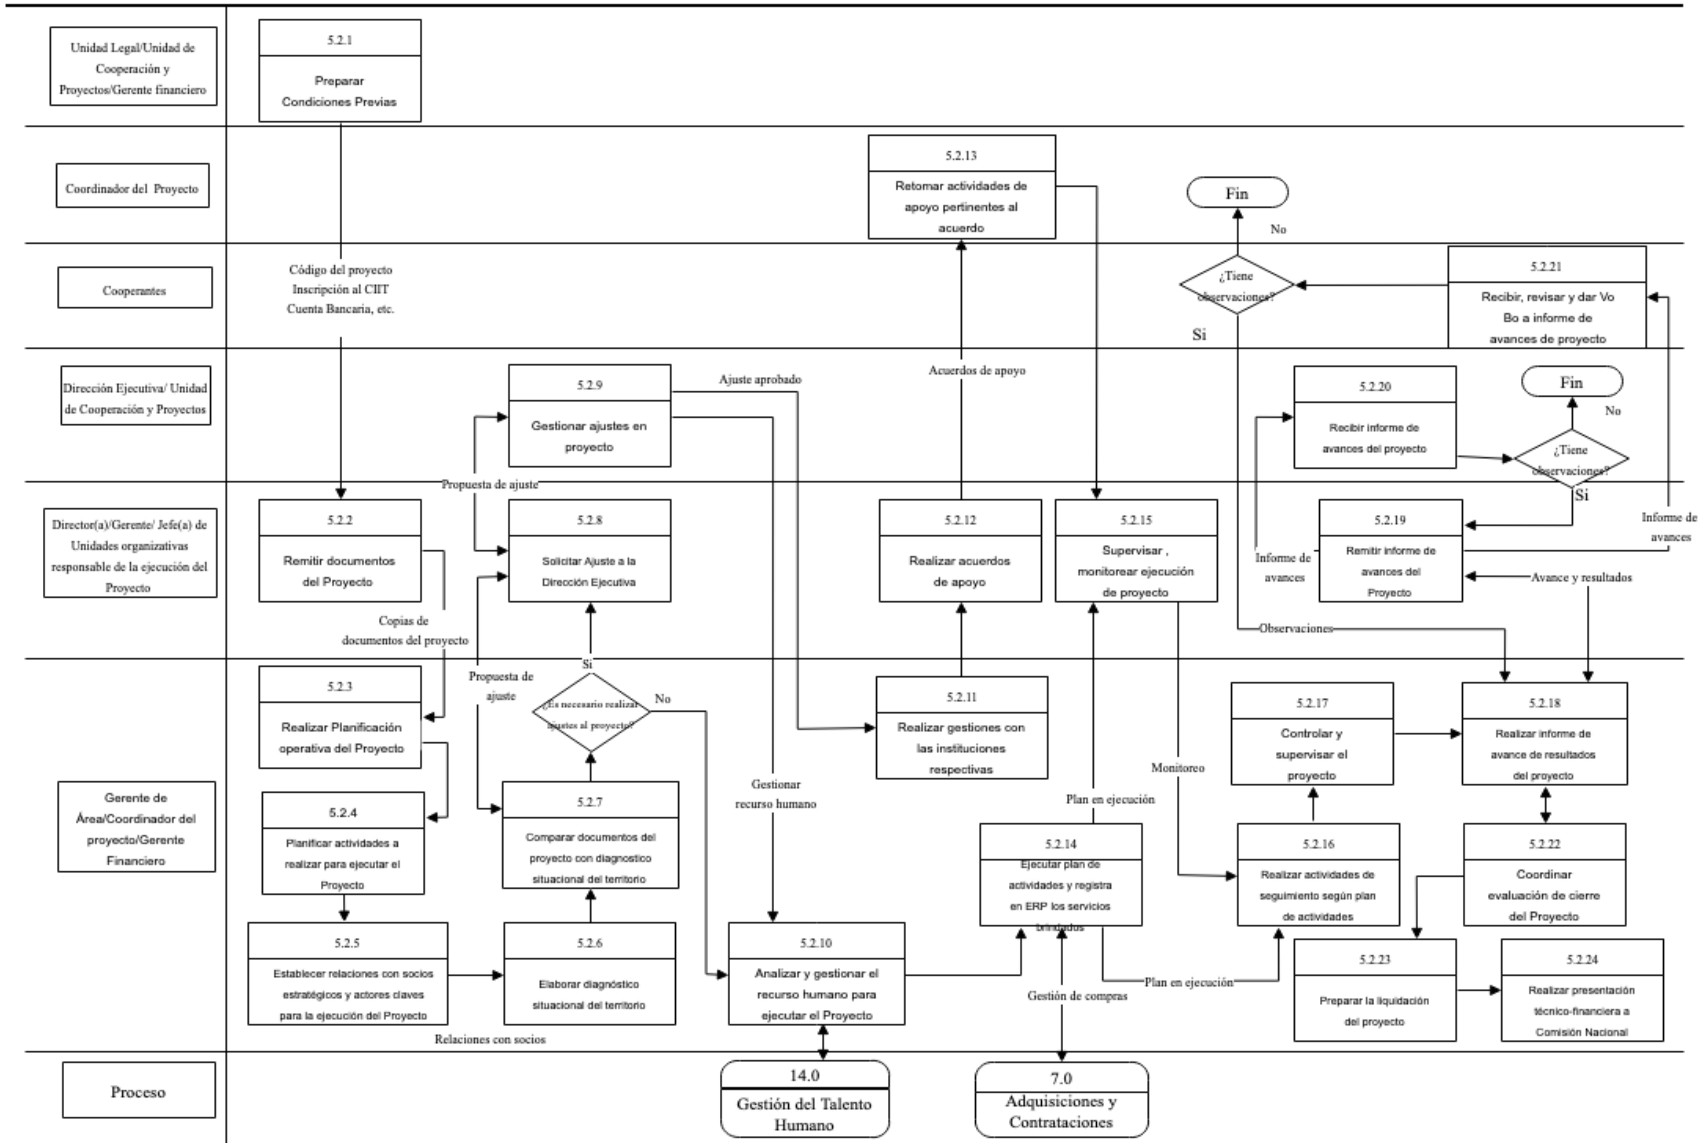 Unidad Legal/Unidad de
Cooperación y
Proyectos/Gerente financiero
5.2.1
Preparar
Condiciones Previas
Coordinador del Proyecto
5.2.13
Retomar actividades de
apoyo pertinentes al
acuerdo
Fin
No
Cooperantes
Código del proyecto
Inscripción al CIIT
Cuenta Bancaria, etc.
¿Tiene
observaciones?
Si
5.2.21
Recibir, revisar y dar Vo
Bo a informe de
avances de proyecto
Dirección Ejecutiva/ Unidad
de Cooperación y Proyectos
5.2.9
Gestionar ajustes en
proyecto
Ajuste aprobado
Acuerdos de apoyo
5.2.20
Recibir informe de
avances del proyecto
Fin
No
¿Tiene
observaciones?
Si
Propuesta de ajuste
Director(a)/Gerente/ Jefe(a) de
Unidades organizativas
responsable de la ejecución del
Proyecto
5.2.2
Remitir documentos
del Proyecto
5.2.8
Solicitar Ajuste a la
Dirección Ejecutiva
5.2.12
Realizar acuerdos
de apoyo
5.2.15
Supervisar ,
monitorear ejecución
de proyecto
Informe de
avances
5.2.19
Remitir informe de
avances del
Proyecto
Informe de
avances
Avance y resultados
Copias de
documentos del proyecto
Observaciones
Gerente de
Área/Coordinador del
proyecto/Gerente
Financiero
5.2.3
Realizar Planificación
operativa del Proyecto
Propuesta de
ajuste
Si
¿Es necesario realizar
ajustes al proyecto?
No
5.2.11
Realizar gestiones con
las instituciones
respectivas
5.2.17
Controlar y
supervisar el
proyecto
5.2.18
Realizar informe de
avance de resultados
del proyecto
Gestionar
recurso humano
Monitoreo
Plan en ejecución
5.2.4
Planificar actividades a
realizar para ejecutar el
Proyecto
5.2.7
Comparar documentos del
proyecto con diagnostico
situacional del territorio
5.2.14
Ejecutar plan de
actividades y registra
en ERP los servicios
brindados
5.2.16
Realizar actividades de
seguimiento según plan
de actividades
5.2.22
Coordinar
evaluación de cierre
del Proyecto
5.2.5
Establecer relaciones con socios
estratégicos y actores claves
para la ejecución del Proyecto
5.2.6
Elaborar diagnóstico
situacional del territorio
Relaciones con socios
5.2.10
Analizar y gestionar el
recurso humano para
ejecutar el Proyecto
Gestión de compras
Plan en ejecución
5.2.23
Preparar la liquidación
del proyecto
5.2.24
Realizar presentación
técnico-financiera a
Comisión Nacional
Proceso
14.0
Gestión del Talento
Humano
7.0
Adquisiciones y
Contrataciones